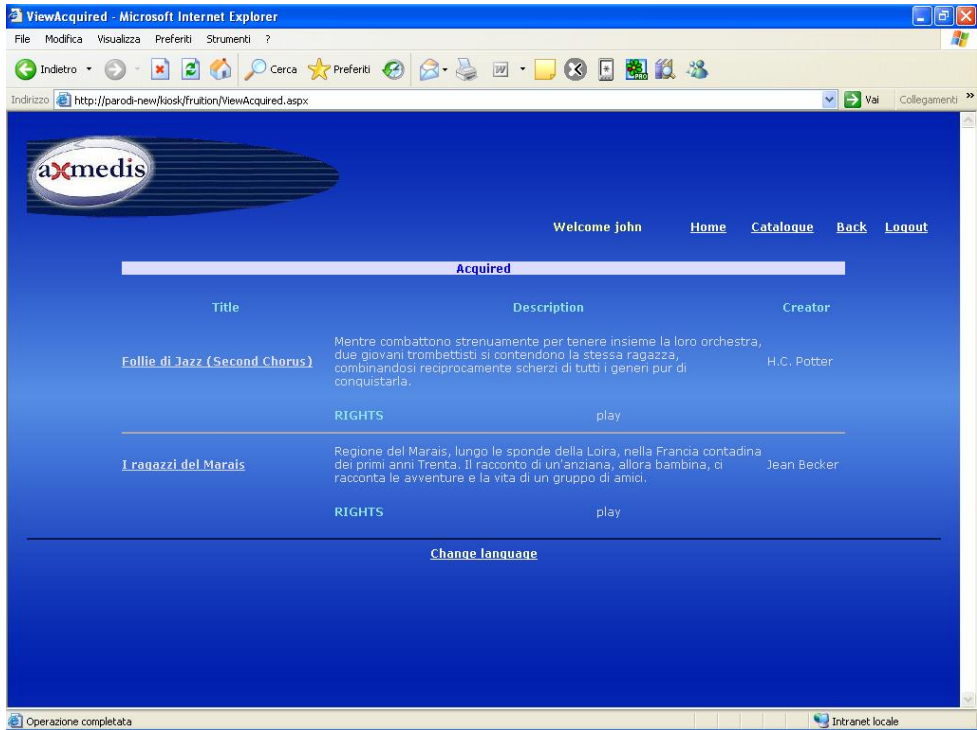 ViewAcquired - Microsoft Internet Explorer
File Modifica Visualizza Preferiti Strumenti ?
Indietro Cerca Preferiti
Indirizzo http://parodi-new/kiosk/fruition/ViewAcquired.aspx Vai Collegamenti »
axmedis
Welcome john Home Catalogue Back Logout
Acquired
Title Description Creator
Mentre combattono strenuamente per tenere insieme la loro orchestra,
due giovani trombettisti si contendono la stessa ragazza,
Follie di Jazz (Second Chorus) H.C. Potter
combinandosi reciprocamente scherzi di tutti i generi pur di
conquistarla.
RIGHTS play
Regione del Marais, lungo le sponde della Loira, nella Francia contadina
I ragazzi del Marais dei primi anni Trenta. Il racconto di un'anziana, allora bambina, ci Jean Becker
racconta le avventure e la vita di un gruppo di amici.
RIGHTS play
Change language
Operazione completata Intranet locale